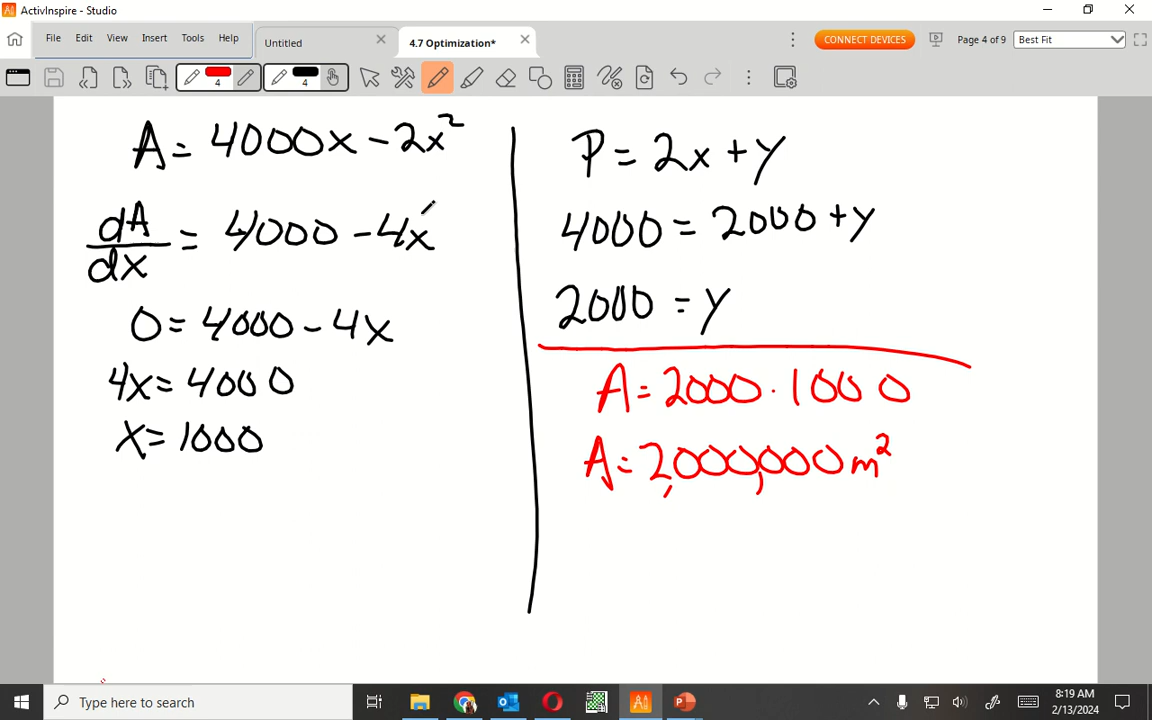 ActivInspire - Studio
File Edit View Insert Tools Help
Untitled
4.7 Optimization*
CONNECT DEVICES
Page 4 of 9
Best Fit
4
4
A = 4000x - 2x²
dA/dx = 4000 - 4x
0 = 4000 - 4x
4x = 4000
x = 1000
P = 2x + y
4000 = 2000 + y
2000 = y
A = 2000 · 1000
A = 2,000,000 m²
Type here to search
8:19 AM
2/13/2024